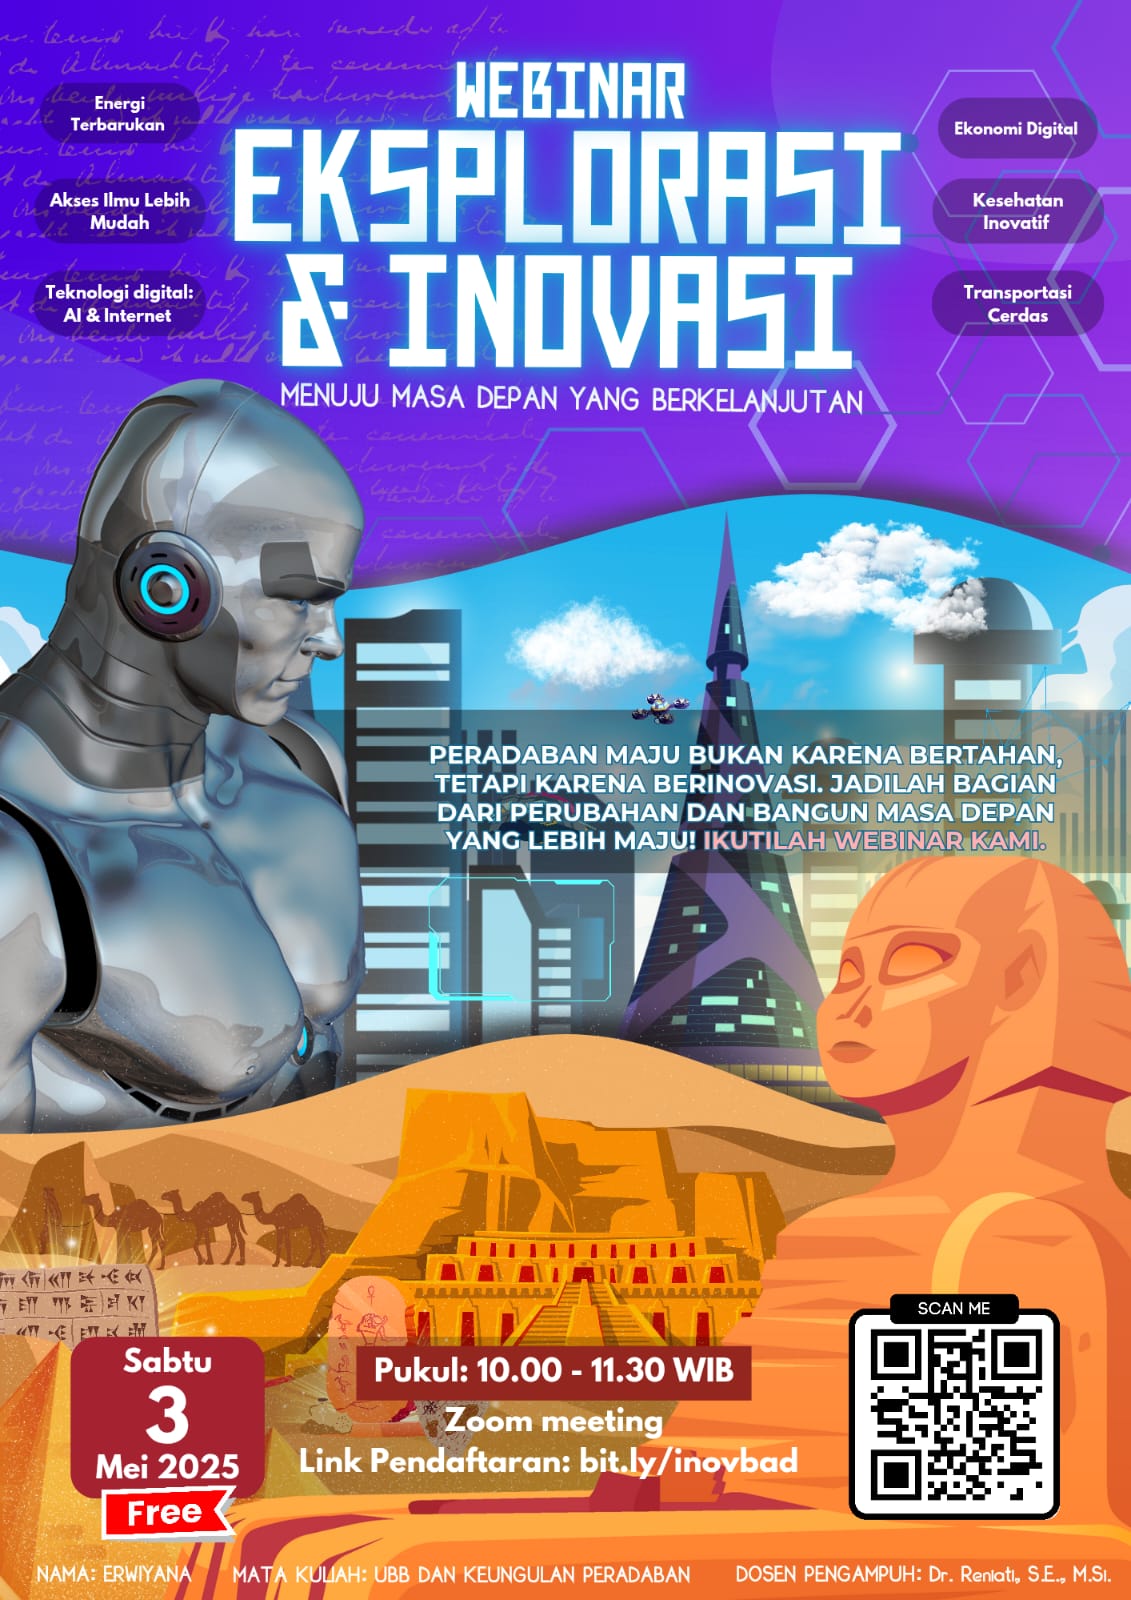 WEBINAR
EKSPLORASI
& INOVASI
MENUJU MASA DEPAN YANG BERKELANJUTAN
Energi
Terbarukan
Akses Ilmu Lebih
Mudah
Teknologi digital:
AI & Internet
Ekonomi Digital
Kesehatan
Inovatif
Transportasi
Cerdas
PERADABAN MAJU BUKAN KARENA BERTAHAN,
TETAPI KARENA BERINOVASI. JADILAH BAGIAN
DARI PERUBAHAN DAN BANGUN MASA DEPAN
YANG LEBIH MAJU! IKUTILAH WEBINAR KAMI.
Sabtu
3
Mei 2025
Free
Pukul: 10.00 - 11.30 WIB
Zoom meeting
Link Pendaftaran: bit.ly/inovbad
SCAN ME
NAMA: ERWIYANA
MATA KULIAH: UBB DAN KEUNGULAN PERADABAN
DOSEN PENGAMPUH: Dr. Reniati, S.E., M.Si.